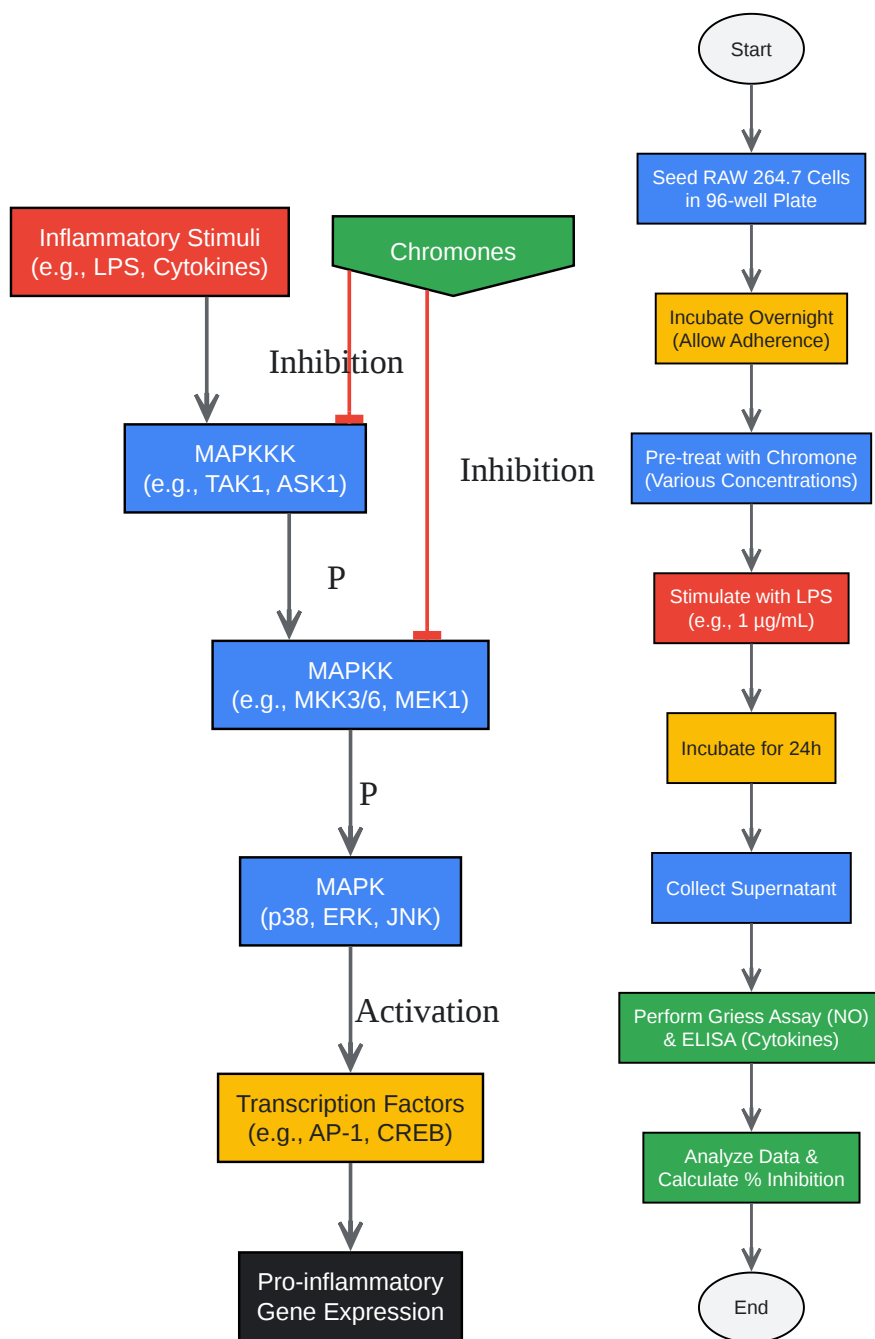 Inflammatory Stimuli
(e.g., LPS, Cytokines)
Chromones
Inhibition
MAPKKK
(e.g., TAK1, ASK1)
Inhibition
P
MAPKK
(e.g., MKK3/6, MEK1)
P
MAPK
(p38, ERK, JNK)
Activation
Transcription Factors
(e.g., AP-1, CREB)
Pro-inflammatory
Gene Expression
Start
Seed RAW 264.7 Cells
in 96-well Plate
Incubate Overnight
(Allow Adherence)
Pre-treat with Chromone
(Various Concentrations)
Stimulate with LPS
(e.g., 1 µg/mL)
Incubate for 24h
Collect Supernatant
Perform Griess Assay (NO)
& ELISA (Cytokines)
Analyze Data &
Calculate % Inhibition
End